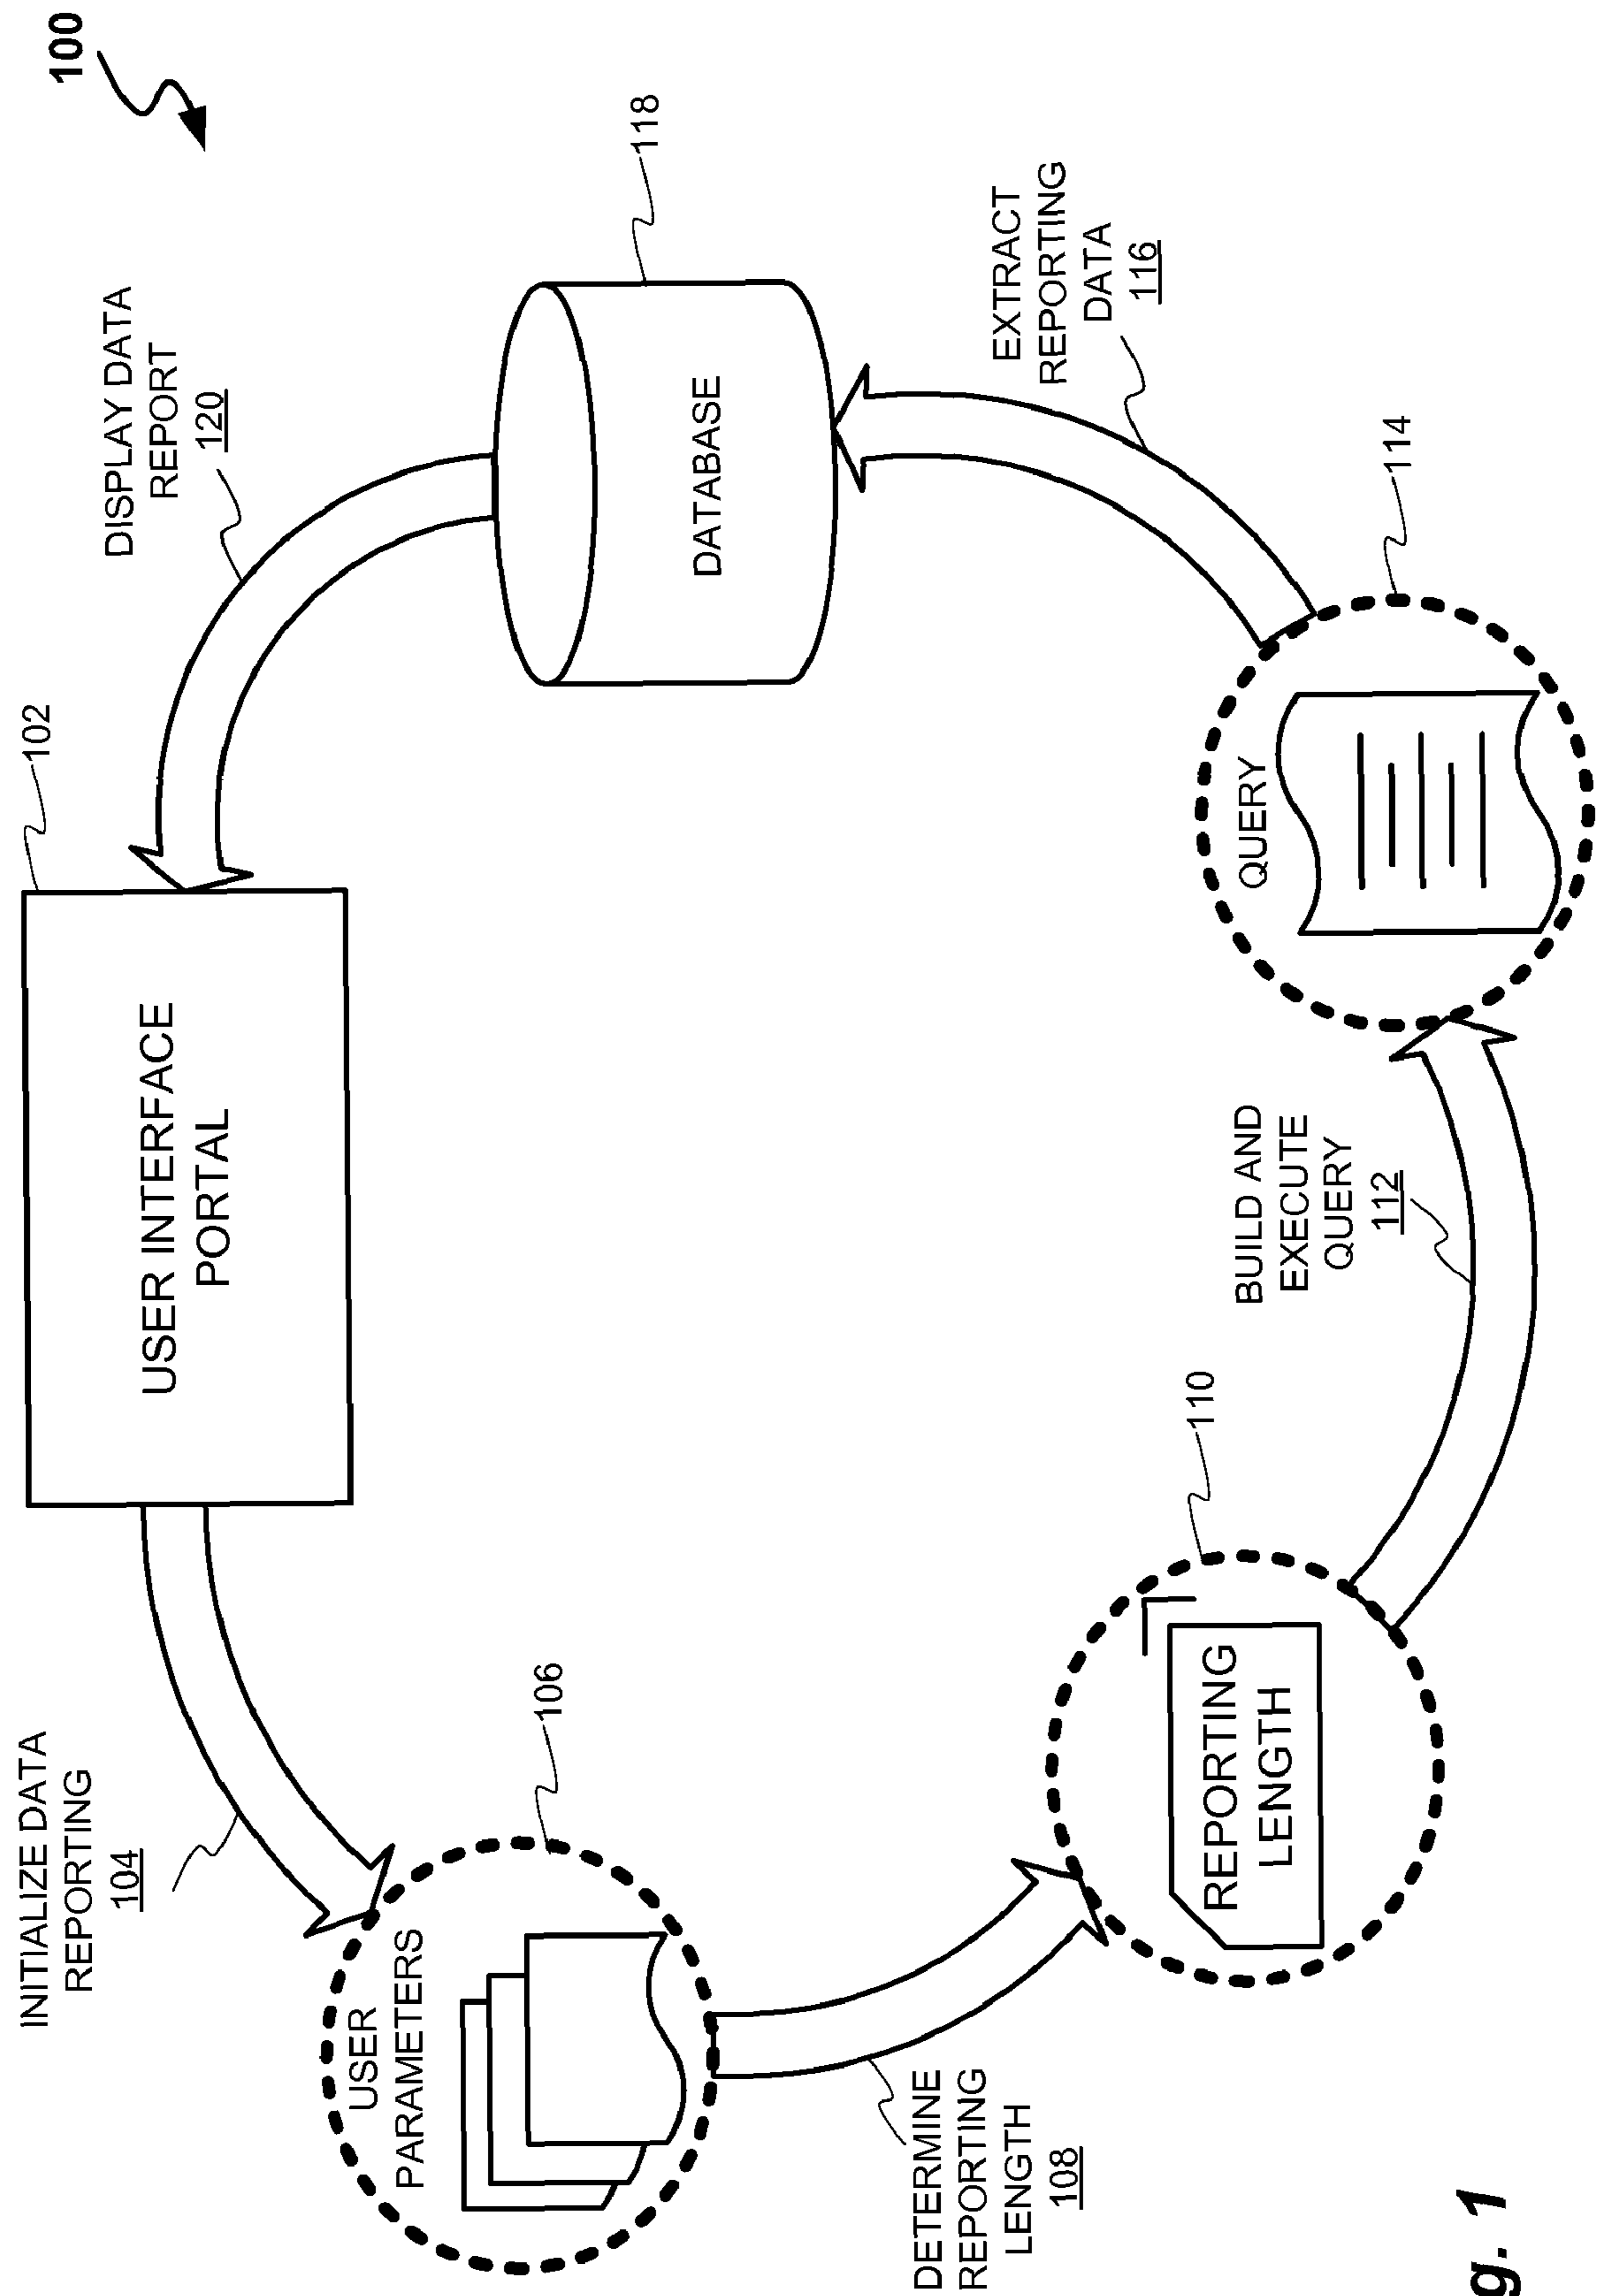 100
USER INTERFACE
PORTAL
102
INITIALIZE DATA
REPORTING
104
USER
PARAMETERS
106
DETERMINE
REPORTING
LENGTH
108
REPORTING
LENGTH
110
BUILD AND
EXECUTE
QUERY
112
QUERY
114
EXTRACT
REPORTING
DATA
116
DATABASE
118
DISPLAY DATA
REPORT
120
g. 1